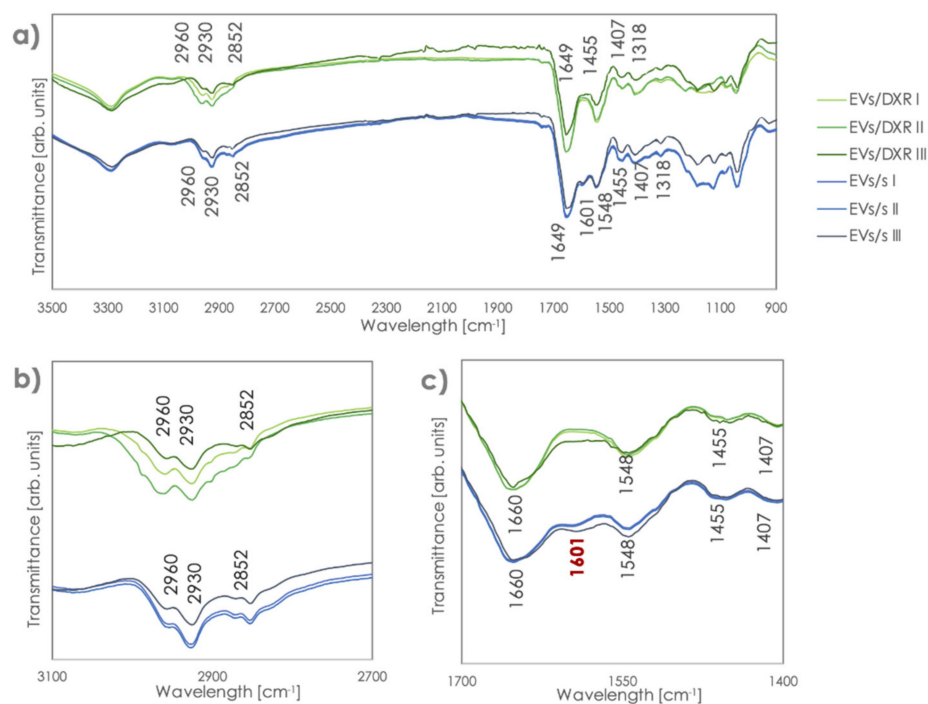 a)
2960
2930
2852
1649
1455
1407
1318
Transmittance [arb. units]
2960
2930
2852
1649
1601
1548
1455
1407
1318
3500 3300 3100 2900 2700 2500 2300 2100 1900 1700 1500 1300 1100 900
Wavelength [cm-1]
EVs/DXR I
EVs/DXR II
EVs/DXR III
EVs/s I
EVs/s II
EVs/s III
b)
2960
2930
2852
Transmittance [arb. units]
2960
2930
2852
3100 2900 2700
Wavelength [cm-1]
c)
1660
1548
1455
1407
Transmittance [arb. units]
1660
1601
1548
1455
1407
1700 1550 1400
Wavelength [cm-1]